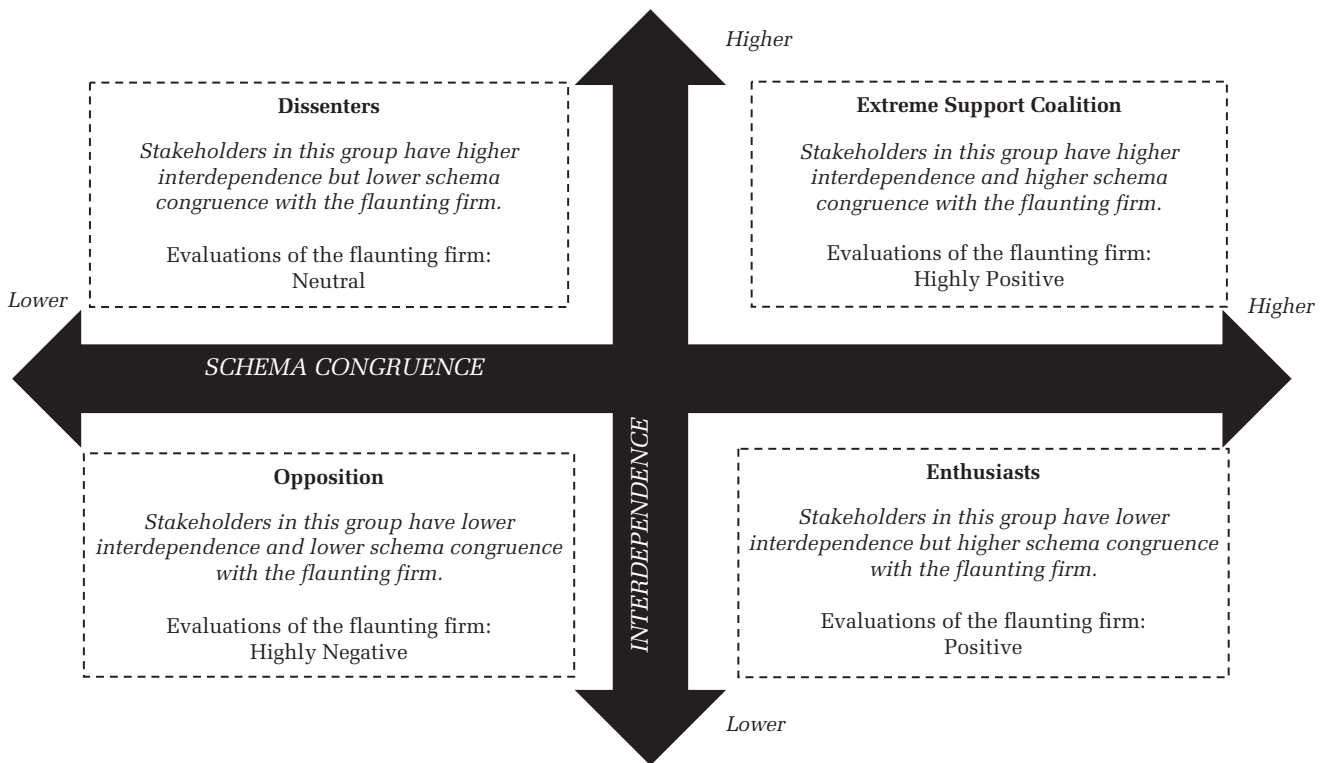 Higher
Dissenters
Stakeholders in this group have higher
interdependence but lower schema
congruence with the flaunting firm.
Evaluations of the flaunting firm:
Neutral
Extreme Support Coalition
Stakeholders in this group have higher
interdependence and higher schema
congruence with the flaunting firm.
Evaluations of the flaunting firm:
Highly Positive
Lower
Higher
SCHEMA CONGRUENCE
INTERDEPENDENCE
Opposition
Stakeholders in this group have lower
interdependence and lower schema congruence
with the flaunting firm.
Evaluations of the flaunting firm:
Highly Negative
Enthusiasts
Stakeholders in this group have lower
interdependence but higher schema congruence
with the flaunting firm.
Evaluations of the flaunting firm:
Positive
Lower